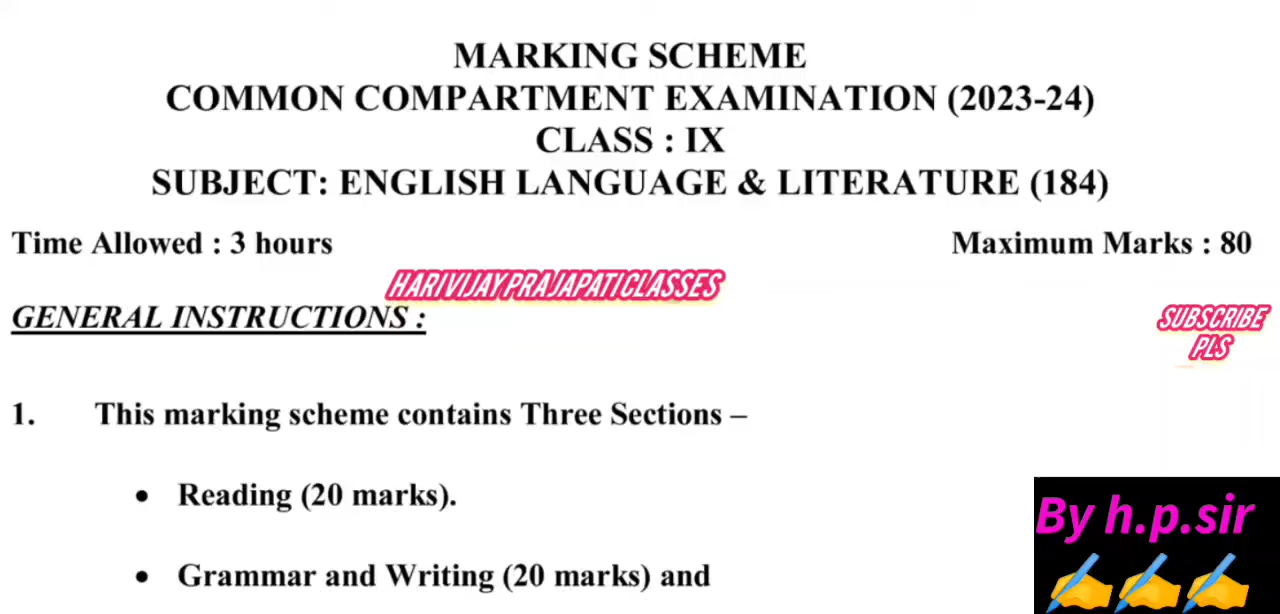 MARKING SCHEME
COMMON COMPARTMENT EXAMINATION (2023-24)
CLASS : IX
SUBJECT: ENGLISH LANGUAGE & LITERATURE (184)
Time Allowed : 3 hours Maximum Marks : 80
HARIVIJAYPRAJAPATICLASSES
GENERAL INSTRUCTIONS :
SUBSCRIBE
PLS
1. This marking scheme contains Three Sections –
• Reading (20 marks).
By h.p.sir
• Grammar and Writing (20 marks) and